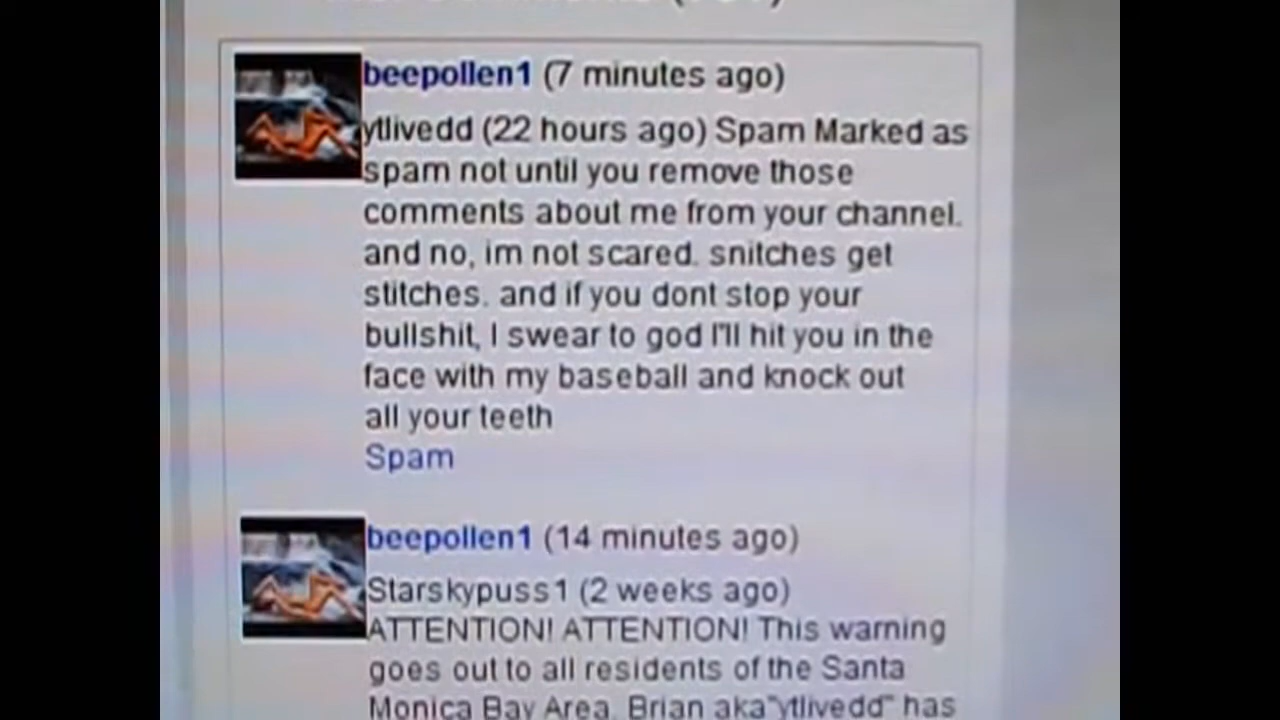 beepollen1 (7 minutes ago)
ytlivedd (22 hours ago) Spam Marked as
spam not until you remove those
comments about me from your channel.
and no, im not scared. snitches get
stitches. and if you dont stop your
bullshit, I swear to god I'll hit you in the
face with my baseball and knock out
all your teeth
Spam
beepollen1 (14 minutes ago)
Starskypuss1 (2 weeks ago)
ATTENTION! ATTENTION! This warning
goes out to all residents of the Santa
Monica Bay Area. Brian aka"ytlivedd" has